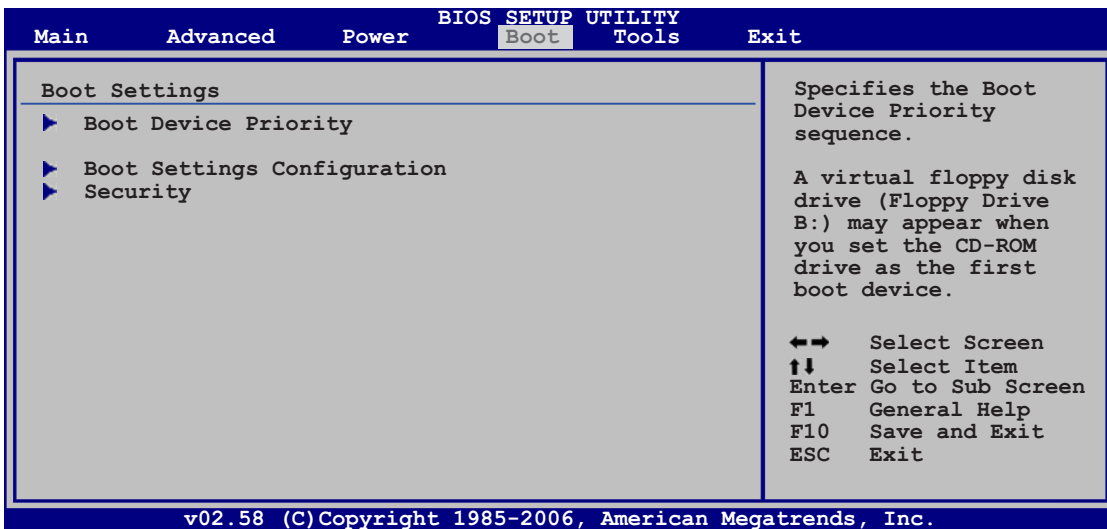 BIOS SETUP UTILITY
Main Advanced Power Boot Tools Exit
Boot Settings
Boot Device Priority
Boot Settings Configuration
Security
Specifies the Boot
Device Priority
sequence.
A virtual floppy disk
drive (Floppy Drive
B:) may appear when
you set the CD-ROM
drive as the first
boot device.
←→ Select Screen
↑↓ Select Item
Enter Go to Sub Screen
F1 General Help
F10 Save and Exit
ESC Exit
v02.58 (C)Copyright 1985-2006, American Megatrends, Inc.